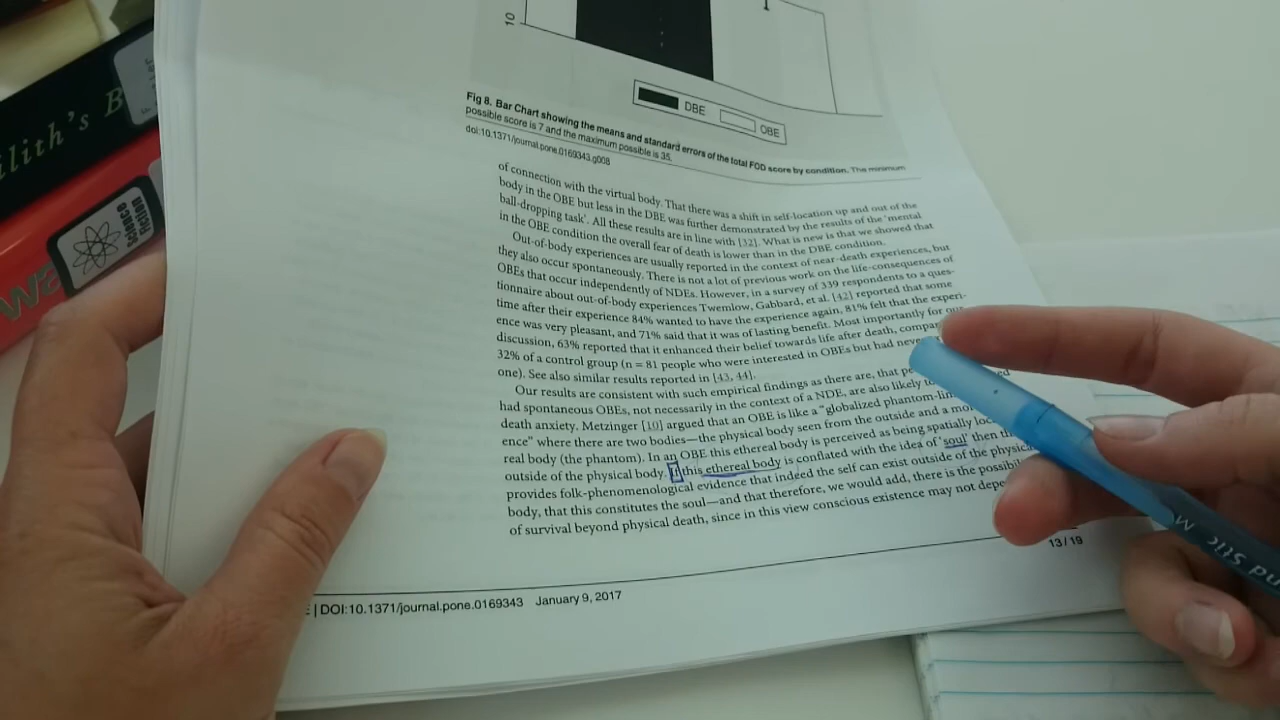 ilith's B
wa
Science
Fiction
10
DBE
OBE
Fig 8. Bar Chart showing the means and standard errors of the total FOD score by condition. The minimum
possible score is 7 and the maximum possible is 35.
doi:10.1371/journal.pone.0169343.g008
of connection with the virtual body. That there was a shift in self-location up and out of the
body in the OBE but less in the DBE was further demonstrated by the results of the 'mental
ball-dropping task'. All these results are in line with [32]. What is new is that we showed that
in the OBE condition the overall fear of death is lower than in the DBE condition.
Out-of-body experiences are usually reported in the context of near-death experiences, but
they also occur spontaneously. There is not a lot of previous work on the life-consequences of
OBEs that occur independently of NDEs. However, in a survey of 339 respondents to a ques-
tionnaire about out-of-body experiences Twemlow, Gabbard, et al. [42] reported that some
time after their experience 84% wanted to have the experience again, 81% felt that the experi-
ence was very pleasant, and 71% said that it was of lasting benefit. Most importantly for our
discussion, 63% reported that it enhanced their belief towards life after death, compar
32% of a control group (n = 81 people who were interested in OBEs but had never
one). See also similar results reported in [43, 44].
Our results are consistent with such empirical findings as there are, that pe
had spontaneous OBEs, not necessarily in the context of a NDE, are also likely to
death anxiety. Metzinger [10] argued that an OBE is like a "globalized phantom-lim
ence" where there are two bodies—the physical body seen from the outside and a mo
real body (the phantom). In an OBE this ethereal body is perceived as being spatially loc
outside of the physical body. If this ethereal body is conflated with the idea of 'soul' then th
provides folk-phenomenological evidence that indeed the self can exist outside of the physica
body, that this constitutes the soul—and that therefore, we would add, there is the possibil
of survival beyond physical death, since in this view conscious existence may not depe
13 / 19
| DOI:10.1371/journal.pone.0169343 January 9, 2017
nd Stic M